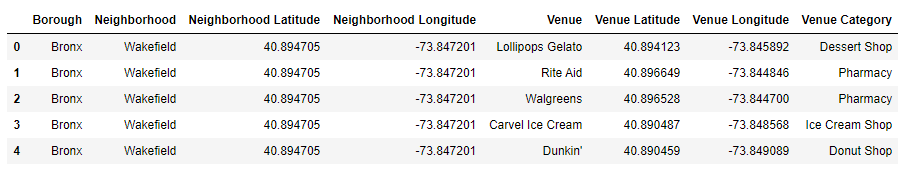 Borough Neighborhood Neighborhood Latitude Neighborhood Longitude Venue Venue Latitude Venue Longitude Venue Category
0 Bronx Wakefield 40.894705 -73.847201 Lollipops Gelato 40.894123 -73.845892 Dessert Shop
1 Bronx Wakefield 40.894705 -73.847201 Rite Aid 40.896649 -73.844846 Pharmacy
2 Bronx Wakefield 40.894705 -73.847201 Walgreens 40.896528 -73.844700 Pharmacy
3 Bronx Wakefield 40.894705 -73.847201 Carvel Ice Cream 40.890487 -73.848568 Ice Cream Shop
4 Bronx Wakefield 40.894705 -73.847201 Dunkin' 40.890459 -73.849089 Donut Shop